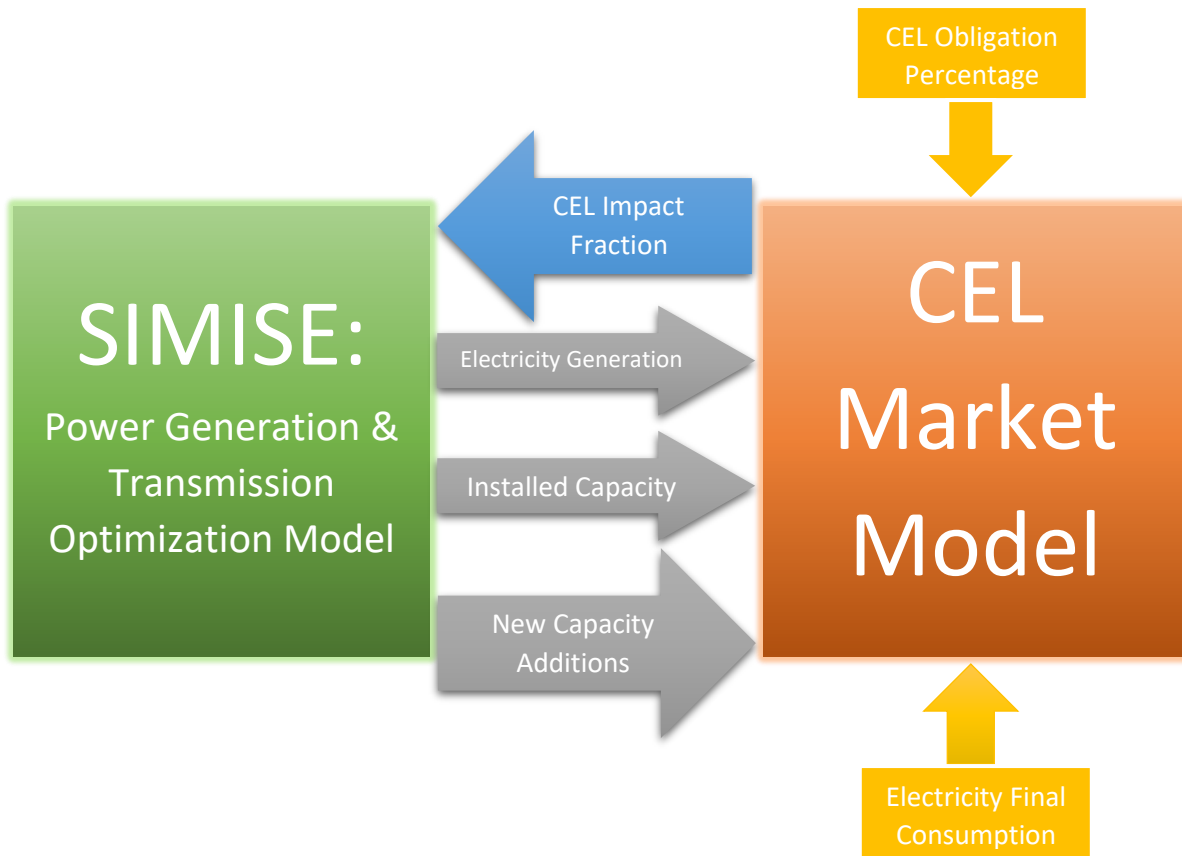 CEL Obligation
Percentage
CEL Impact
Fraction
SIMISE:
Power Generation &
Transmission
Optimization Model
Electricity Generation
Installed Capacity
New Capacity
Additions
CEL
Market
Model
Electricity Final
Consumption